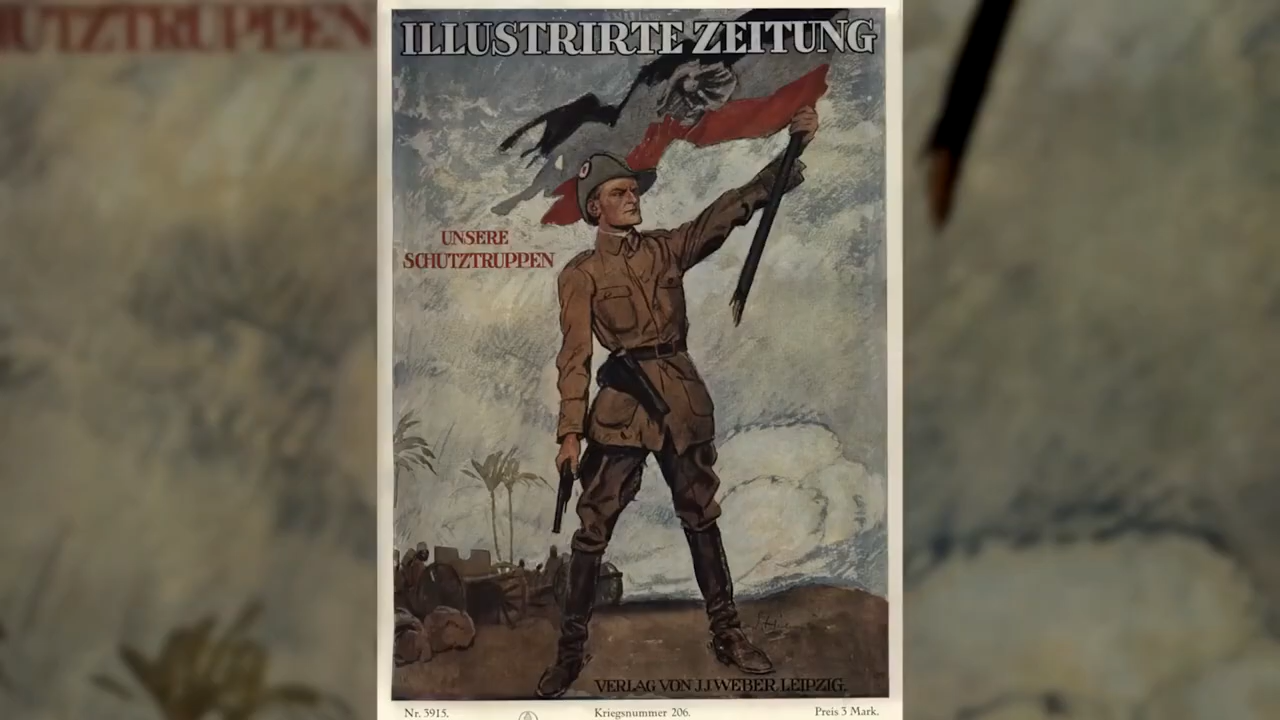 ILLUSTRIRTE ZEITUNG
UNSERE
SCHUTZTRUPPEN
VERLAG VON J.J.WEBER, LEIPZIG.
Nr. 3915.
Kriegsnummer 206.
Preis 3 Mark.